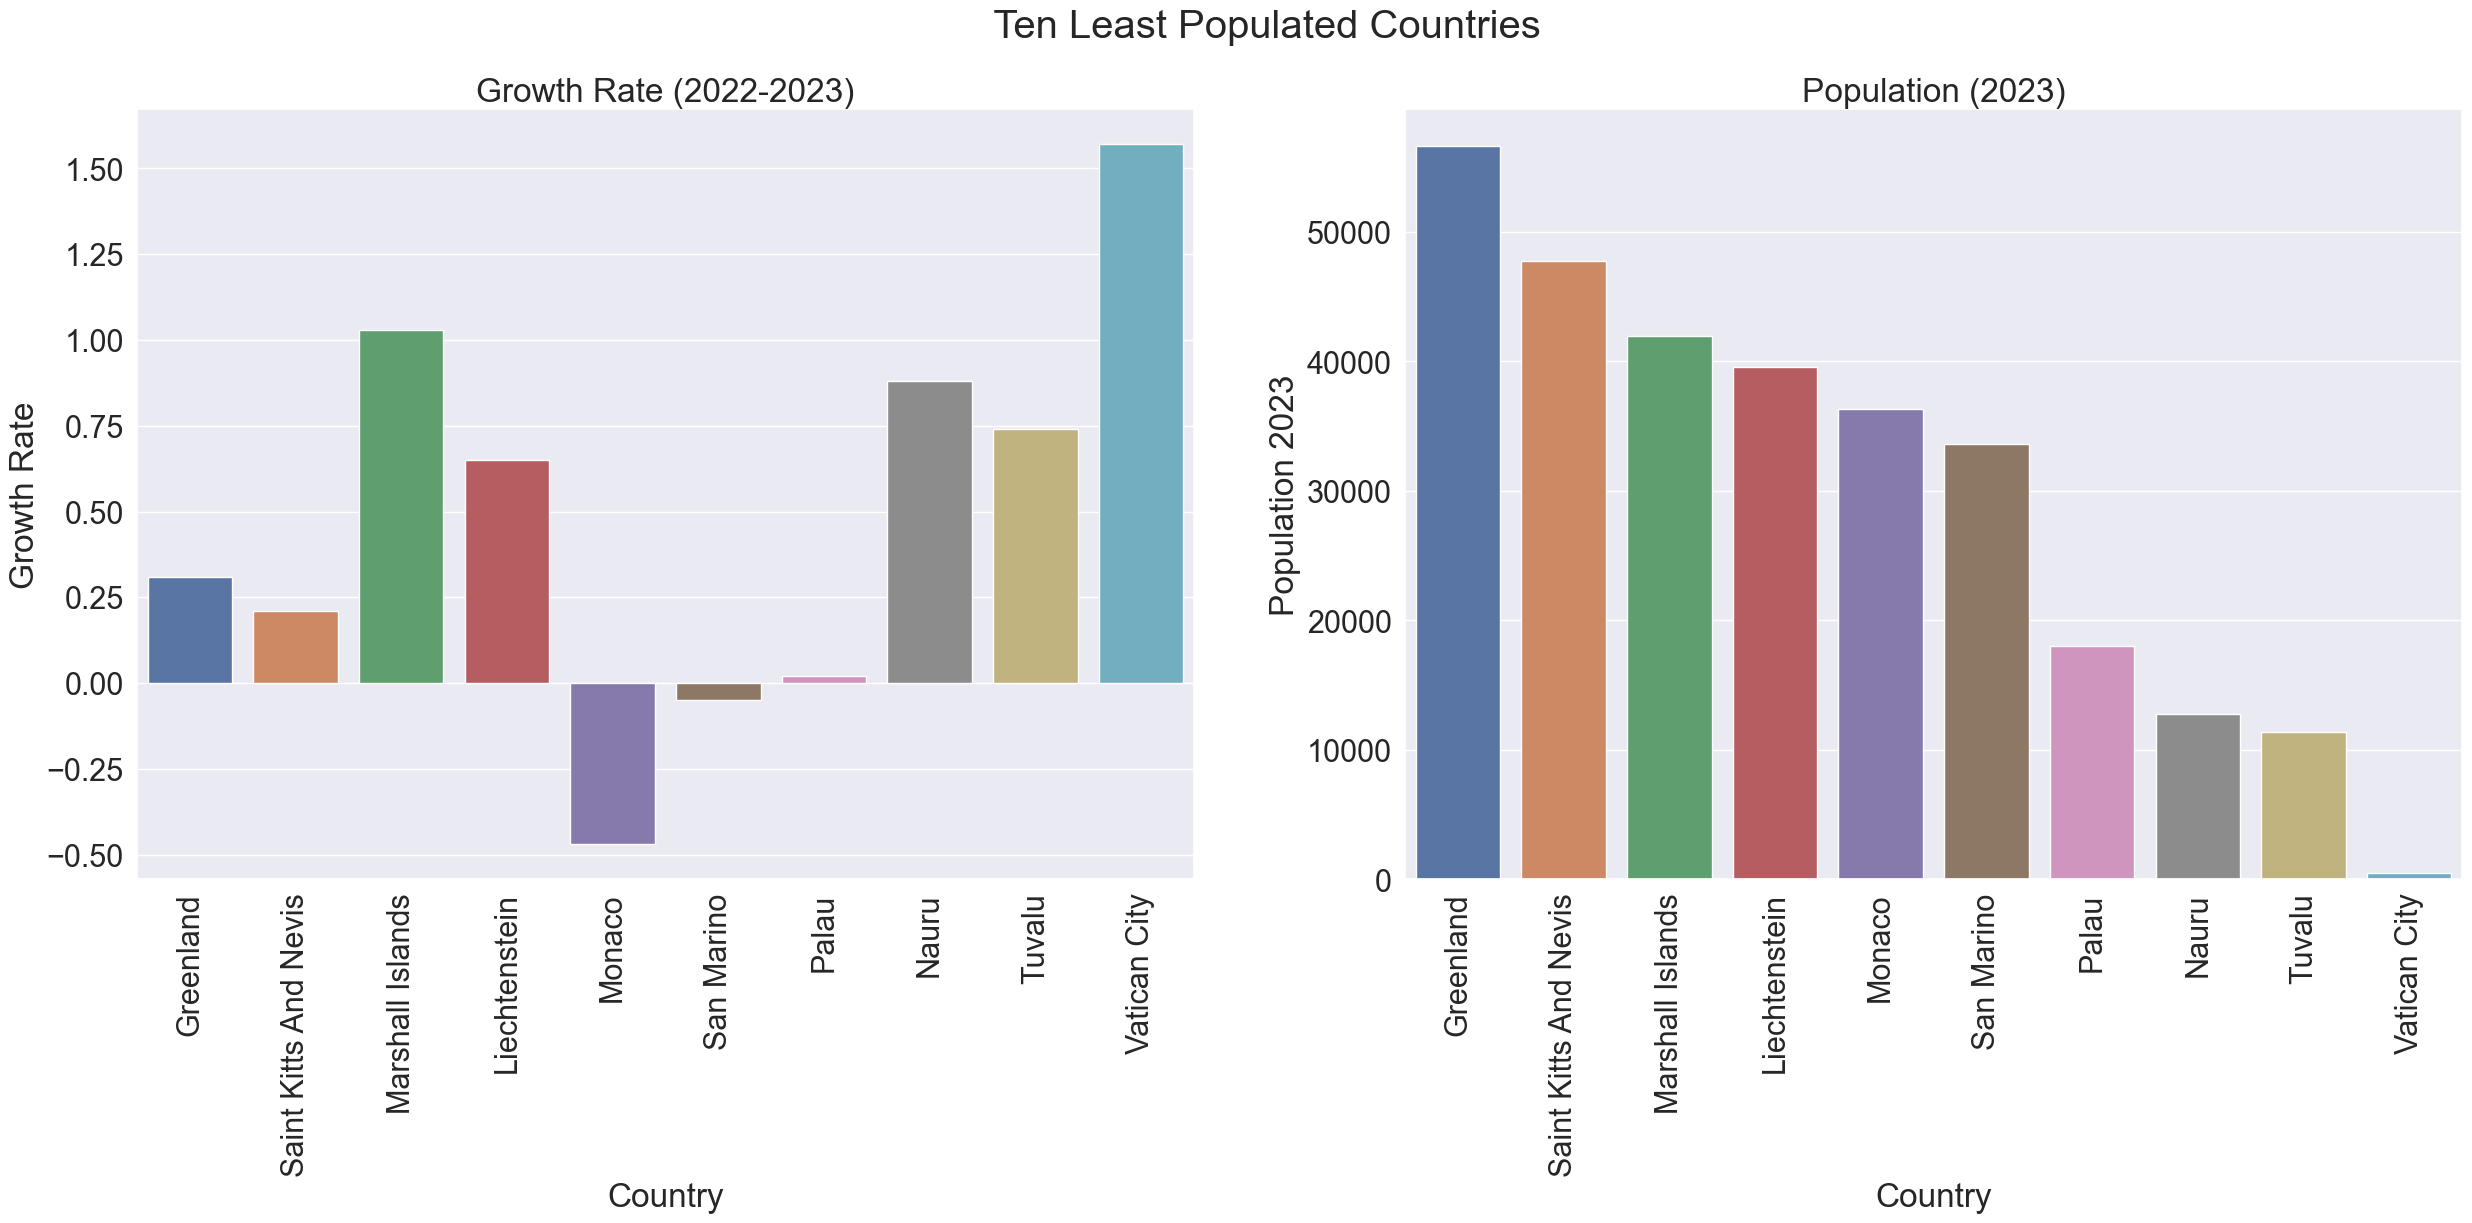 Ten Least Populated Countries
Growth Rate (2022-2023)
Growth Rate
1.50
1.25
1.00
0.75
0.50
0.25
0.00
−0.25
−0.50
Greenland
Saint Kitts And Nevis
Marshall Islands
Liechtenstein
Monaco
San Marino
Palau
Nauru
Tuvalu
Vatican City
Country
Population (2023)
Population 2023
50000
40000
30000
20000
10000
0
Greenland
Saint Kitts And Nevis
Marshall Islands
Liechtenstein
Monaco
San Marino
Palau
Nauru
Tuvalu
Vatican City
Country